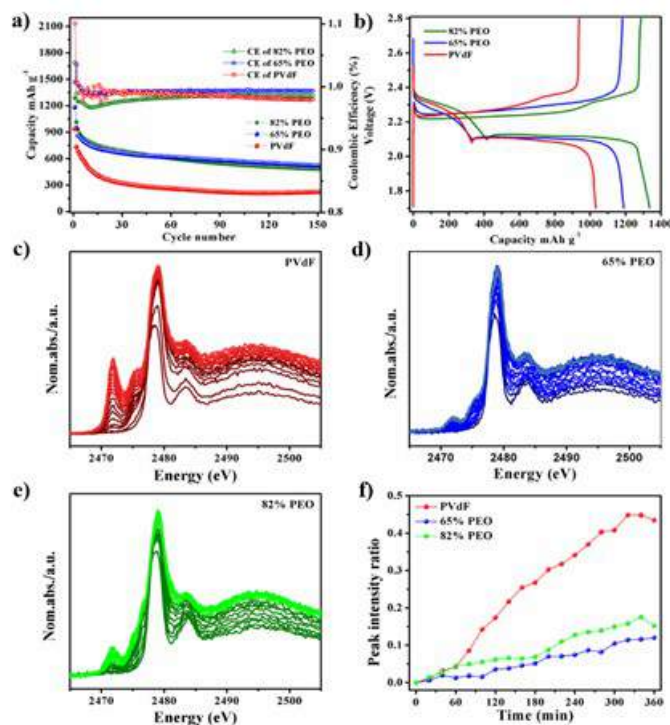 a)
2100
1800
1500
1200
900
600
300
0
Capacity mAh g-1
0 30 60 90 120 150
Cycle number
1.1
1.0
0.9
0.8
Coulombic Efficiency (%)
CE of 82% PEO
CE of 65% PEO
CE of PVdF
82% PEO
65% PEO
PVdF
b)
2.8
2.6
2.4
2.2
2.0
1.8
Voltage (V)
0 200 400 600 800 1000 1200 1400
Capacity mAh g-1
82% PEO
65% PEO
PVdF
c)
PVdF
Nom.abs./a.u.
2470 2480 2490 2500
Energy (eV)
d)
65% PEO
Nom.abs./a.u.
2470 2480 2490 2500
Energy (eV)
e)
82% PEO
Nom.abs./a.u.
2470 2480 2490 2500
Energy (eV)
f)
0.5
0.4
0.3
0.2
0.1
0.0
Peak intensity ratio
PVdF
65% PEO
82% PEO
0 60 120 180 240 300 360
Time (min)